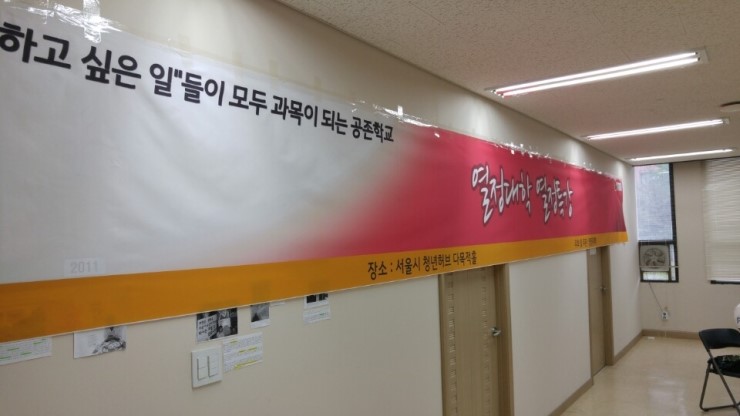 하고 싶은 일"들이 모두 과목이 되는 공존학교
열정대학 열정특강
장소 : 서울시 청년허브 다목적홀
2011